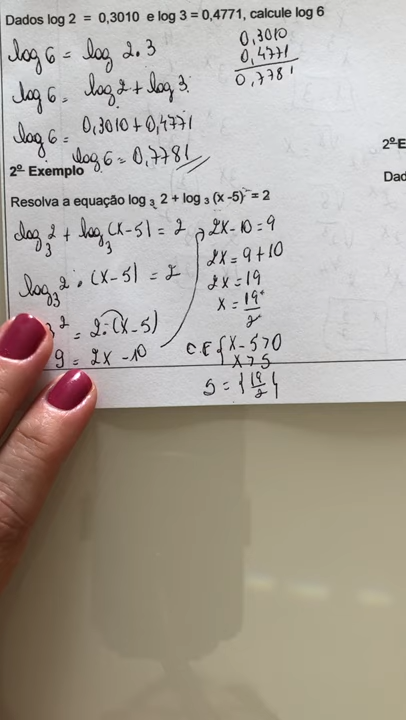 Dados log 2 = 0,3010 e log 3 = 0,4771, calcule log 6
log 6 = log 2.3
log 6 = log 2 + log 3
log 6 = 0,3010 + 0,4771
log 6 = 0,7781
0,3010
0,4771
0,7781
2º Exemplo
Resolva a equação log 3 2 + log 3 (x -5) = 2
log3 2 + log3 (x-5) = 2
log3 2 . (x-5) = 2
3² = 2.(x-5)
9 = 2x - 10
2x - 10 = 9
2x = 9 + 10
2x = 19
x = 19/2
C.E { x - 5 > 0
x > 5
S = {19/2}
2º E
Dad